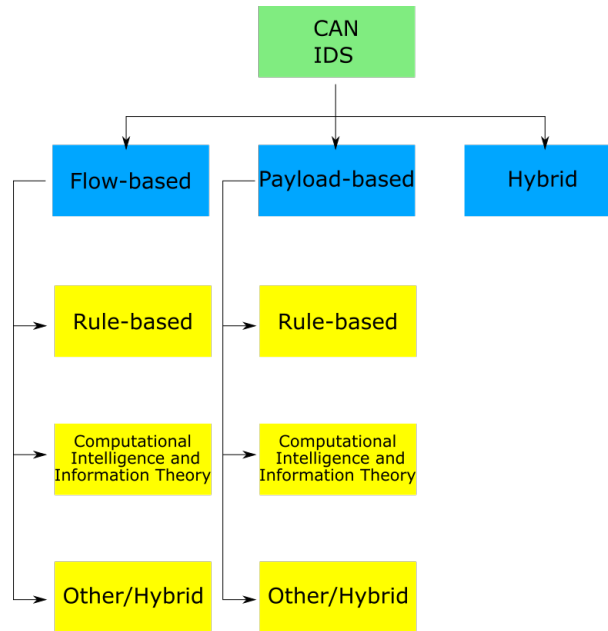 CAN
IDS
Flow-based
Payload-based
Hybrid
Rule-based
Rule-based
Computational
Intelligence and
Information Theory
Computational
Intelligence and
Information Theory
Other/Hybrid
Other/Hybrid